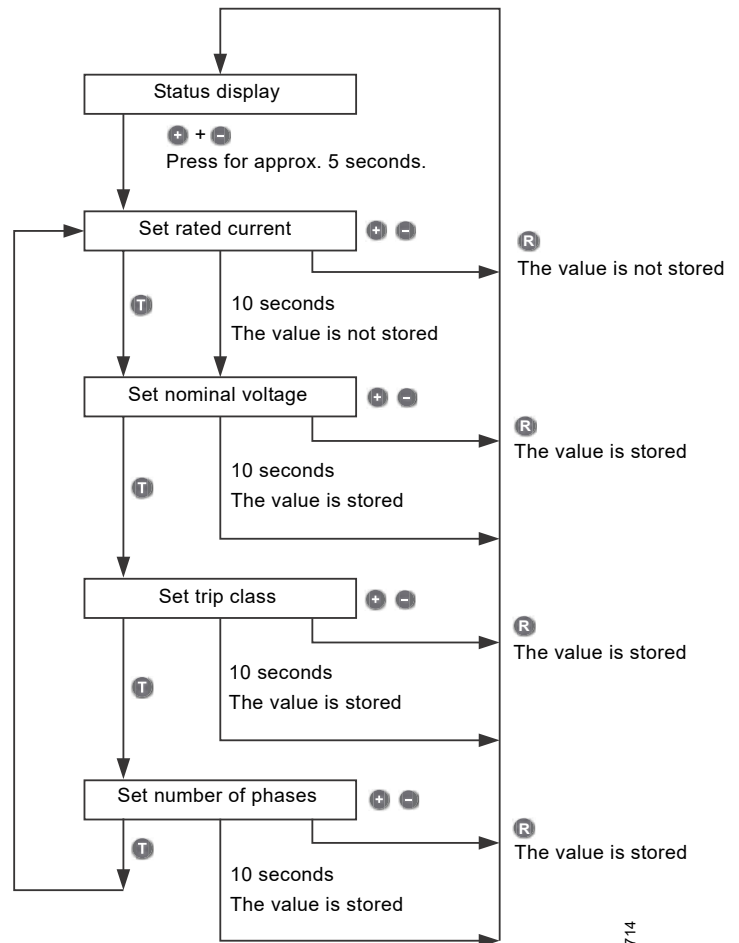 Status display
+ + -
Press for approx. 5 seconds.
Set rated current
+ -
R
The value is not stored
T
10 seconds
The value is not stored
Set nominal voltage
+ -
R
The value is stored
T
10 seconds
The value is stored
Set trip class
+ -
R
The value is stored
T
10 seconds
The value is stored
Set number of phases
+ -
R
The value is stored
T
10 seconds
The value is stored
714